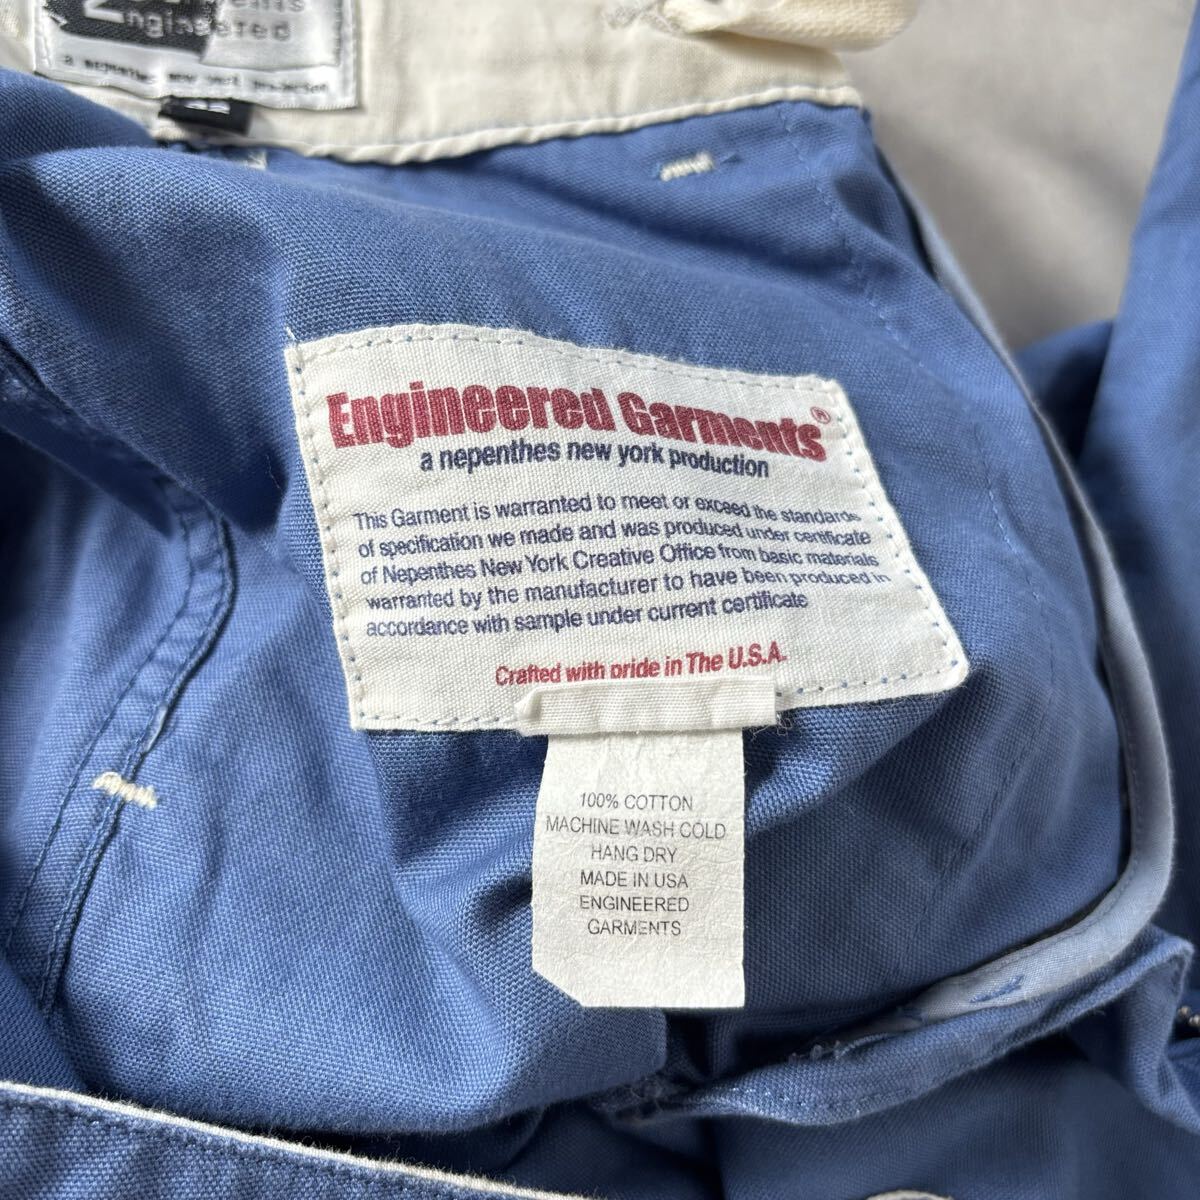 Engineered
Engineered Garments®
a nepenthes new york production
This Garment is warranted to meet or exceed the standards
of specification we made and was produced under certificate
of Nepenthes New York Creative Office from basic materials
warranted by the manufacturer to have been produced in
accordance with sample under current certificate
Crafted with pride in The U.S.A.
100% COTTON
MACHINE WASH COLD
HANG DRY
MADE IN USA
ENGINEERED
GARMENTS